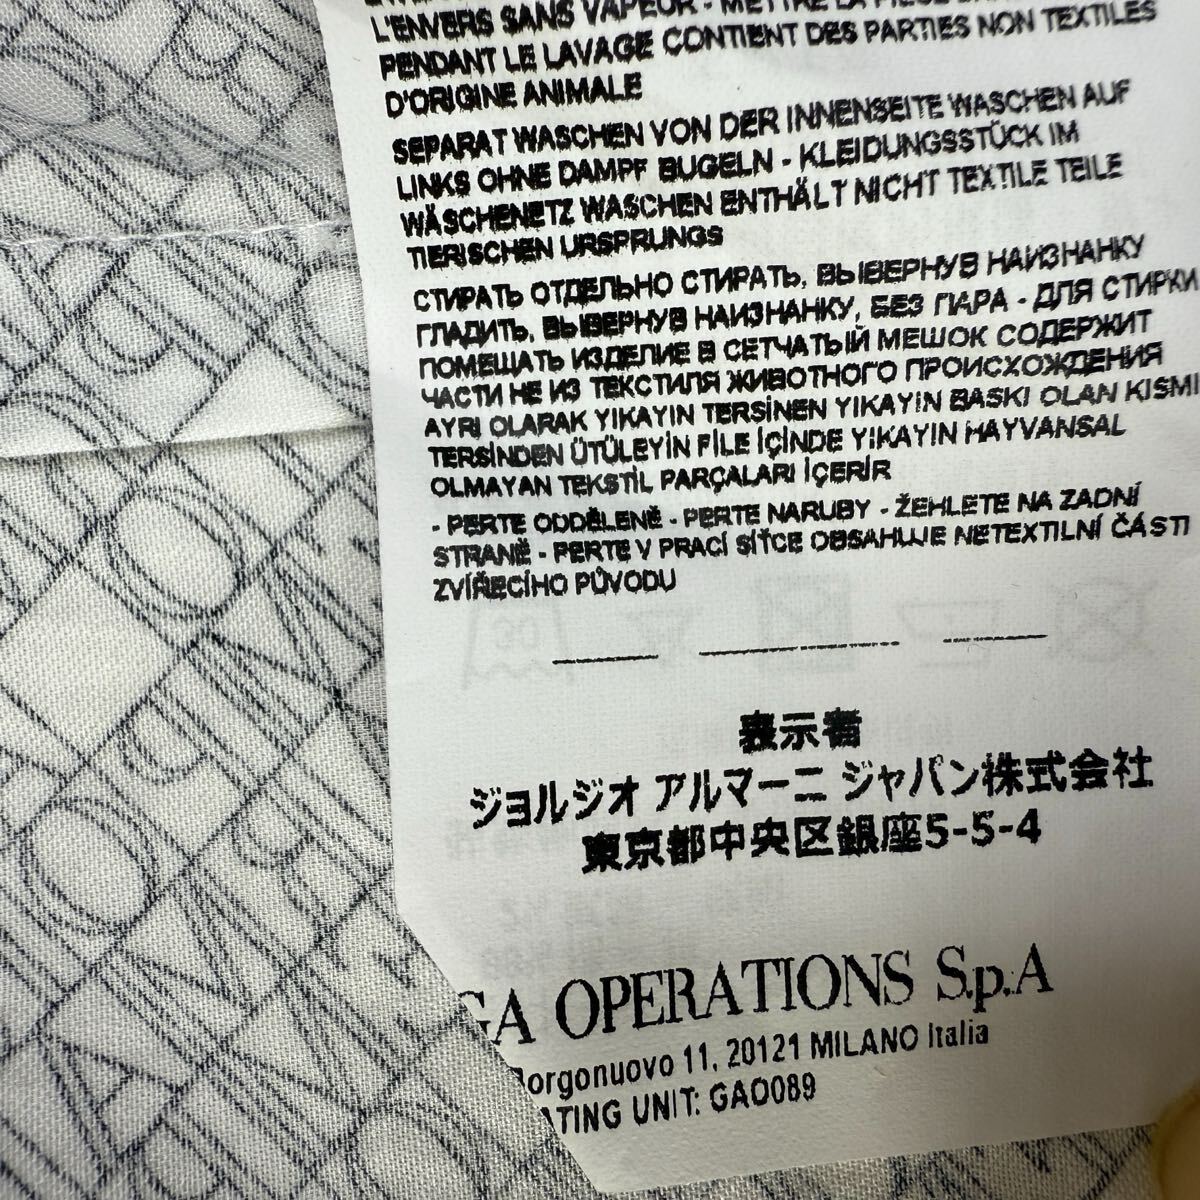 L'ENVERS SANS VAPEUR - METTRE LA PIECE
PENDANT LE LAVAGE CONTIENT DES PARTIES NON TEXTILES
D'ORIGINE ANIMALE
SEPARAT WASCHEN VON DER INNENSEITE WASCHEN AUF
LINKS OHNE DAMPF BUGELN - KLEIDUNGSSTÜCK IM
WÄSCHENETZ WASCHEN ENTHÄLT NICHT TEXTILE TEILE
TIERISCHEN URSPRUNGS
СТИРАТЬ ОТДЕЛЬНО СТИРАТЬ, ВЫВЕРНУВ НАИЗНАНКУ
ГЛАДИТЬ, ВЫВЕРНУВ НАИЗНАНКУ, БЕЗ ПАРА - ДЛЯ СТИРКИ
ПОМЕЩАТЬ ИЗДЕЛИЕ В СЕТЧАТЫЙ МЕШОК СОДЕРЖИТ
ЧАСТИ НЕ ИЗ ТЕКСТИЛЯ ЖИВОТНОГО ПРОИСХОЖДЕНИЯ
AYRI OLARAK YIKAYIN TERSİNEN YIKAYIN BASKI OLAN KISMI
TERSİNDEN ÜTÜLEYİN FİLE İÇİNDE YIKAYIN HAYVANSAL
OLMAYAN TEKSTİL PARÇALARI İÇERİR
- PERTE ODDĚLENĚ - PERTE NARUBY - ŽEHLETE NA ZADNÍ
STRANĚ - PERTE V PRACÍ SÍŤCE OBSAHUJE NETEXTILNÍ ČÁSTI
ZVÍŘECÍHO PŮVODU
表示者
ジョルジオ アルマーニ ジャパン株式会社
東京都中央区銀座5-5-4
GA OPERATIONS S.p.A
Borgonuovo 11, 20121 MILANO Italia
ATING UNIT: GAO089